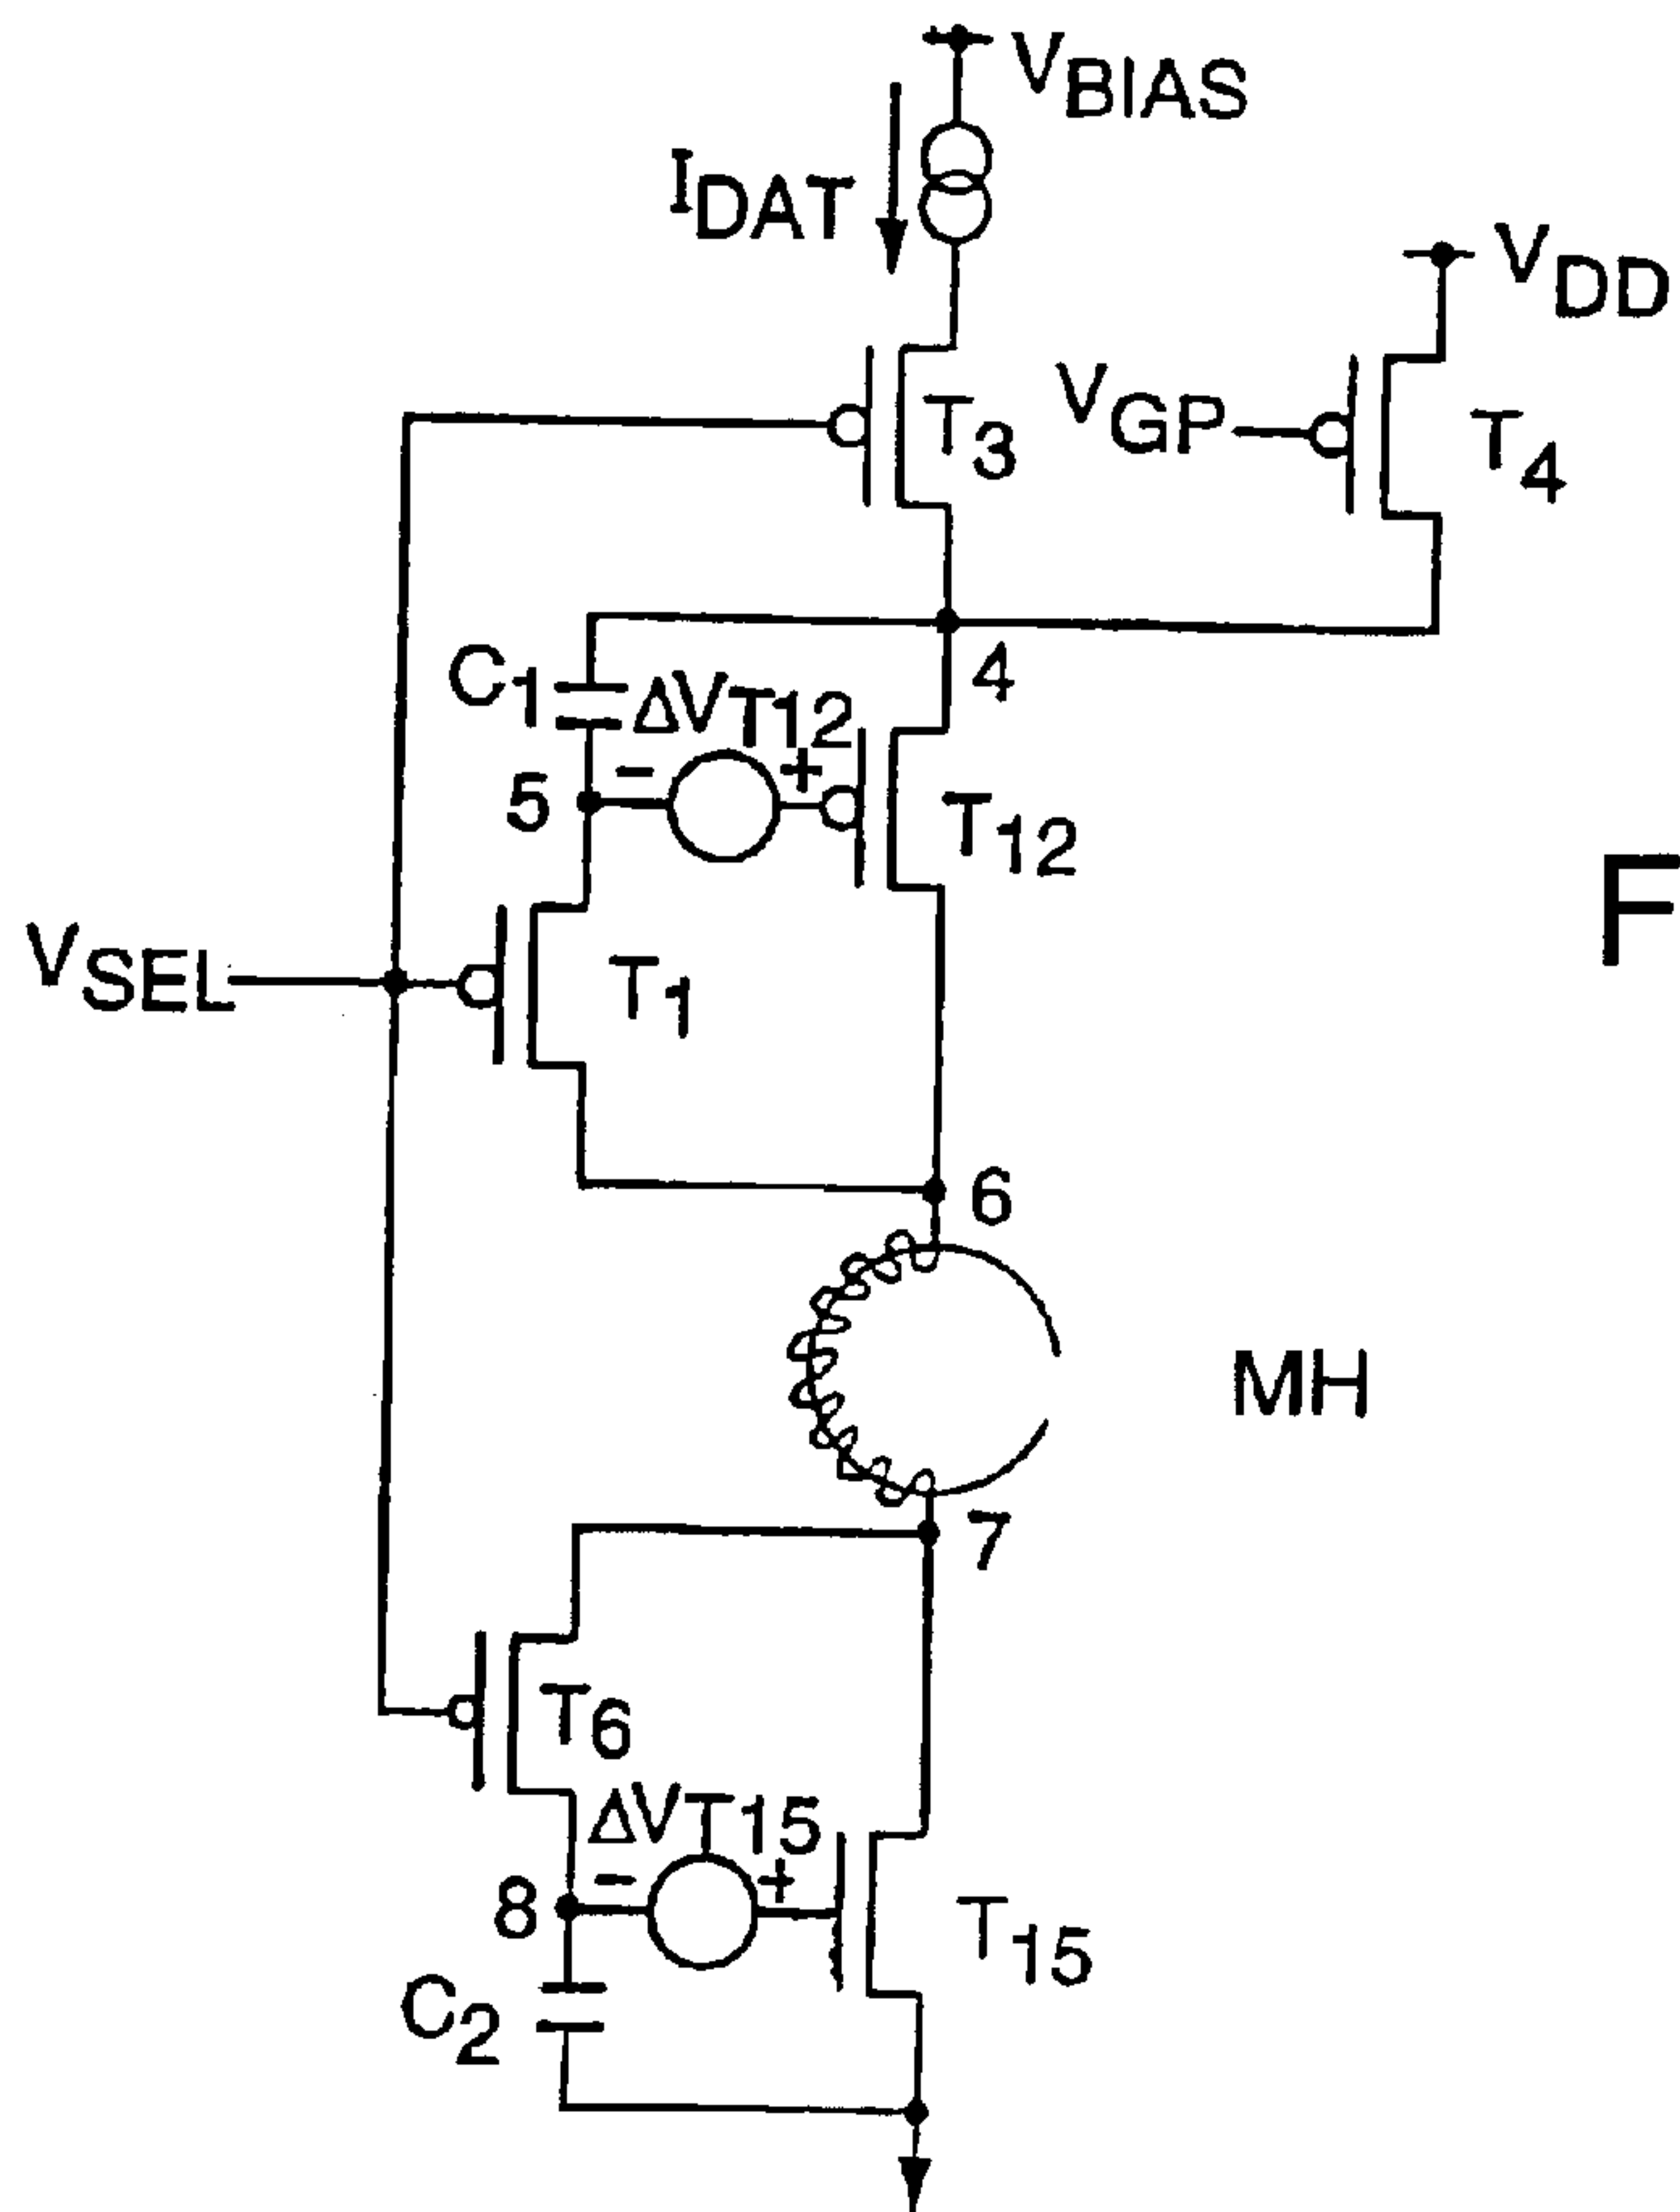 VBIAS
IDAT
VDD
T3
VGP
T4
4
C1
ΔVT12
- +
5
T12
F
VSEL
T1
6
MH
7
T6
ΔVT15
- +
8
T15
C2